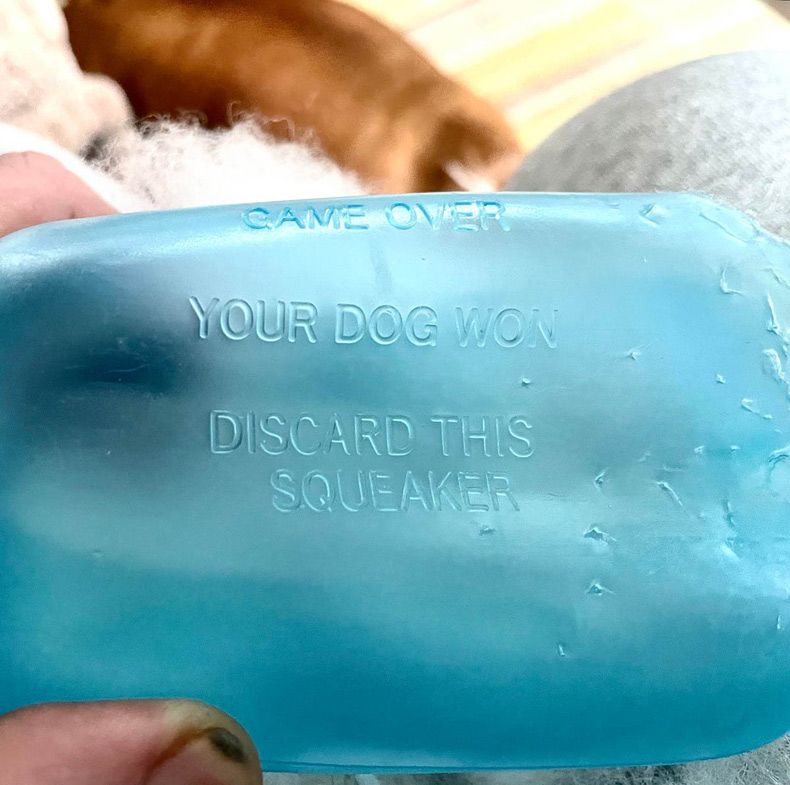 GAME OVER
YOUR DOG WON
DISCARD THIS
SQUEAKER